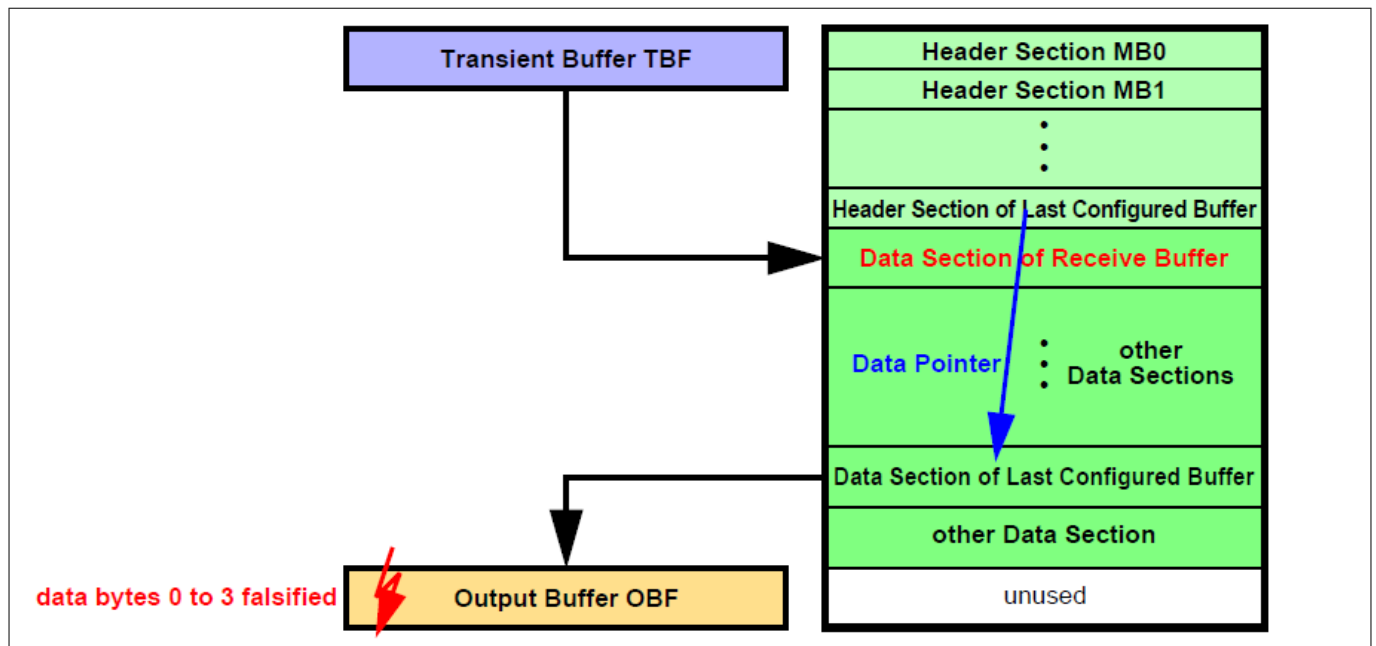 Transient Buffer TBF
Header Section MB0
Header Section MB1
Header Section of Last Configured Buffer
Data Section of Receive Buffer
Data Pointer
other
Data Sections
Data Section of Last Configured Buffer
other Data Section
data bytes 0 to 3 falsified
Output Buffer OBF
unused